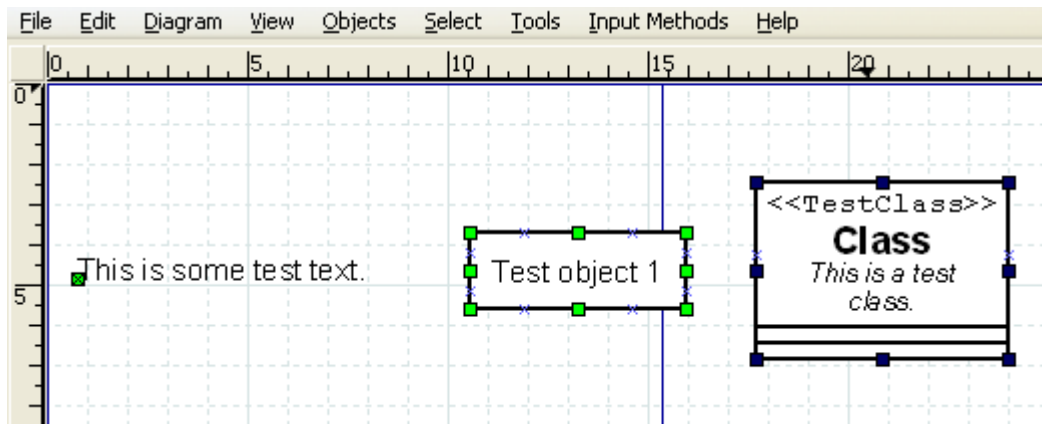 File Edit Diagram View Objects Select Tools Input Methods Help
0 5 10 15 20
0
<<TestClass>>
Class
This is some test text.
Test object 1
This is a test
class.
5